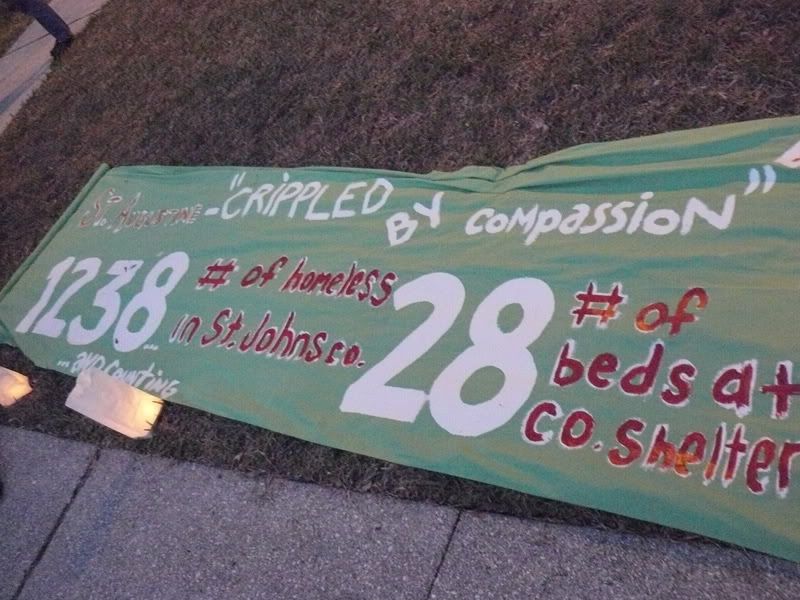 St. Augustine - "CRIPPLED BY compassioN"
1238... # of homeless in St. Johns co.
... AND COUNTING
28 # of beds at co. shelter